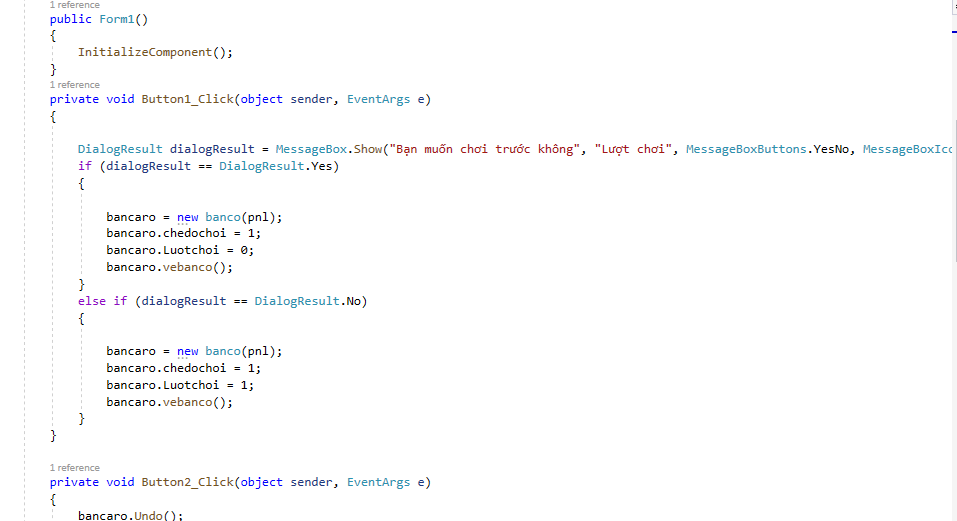 1 reference
public Form1()
{
InitializeComponent();
}
1 reference
private void Button1_Click(object sender, EventArgs e)
{
DialogResult dialogResult = MessageBox.Show("Bạn muốn chơi trước không", "Lượt chơi", MessageBoxButtons.YesNo, MessageBoxIco
if (dialogResult == DialogResult.Yes)
{
bancaro = new banco(pnl);
bancaro.chedochoi = 1;
bancaro.Luotchoi = 0;
bancaro.vebanco();
}
else if (dialogResult == DialogResult.No)
{
bancaro = new banco(pnl);
bancaro.chedochoi = 1;
bancaro.Luotchoi = 1;
bancaro.vebanco();
}
}
1 reference
private void Button2_Click(object sender, EventArgs e)
{
bancaro.Undo();